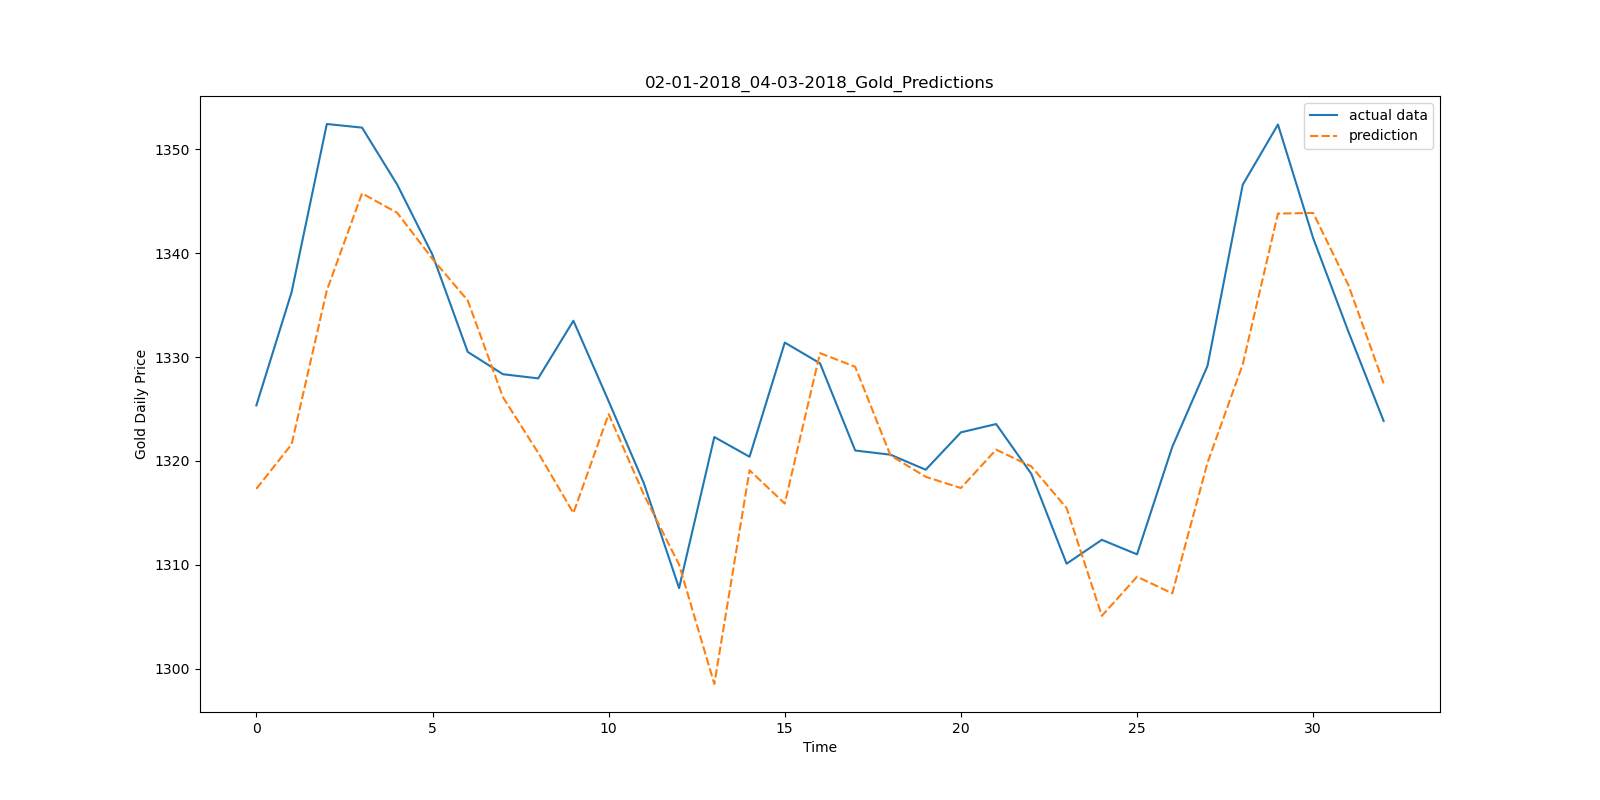 02-01-2018_04-03-2018_Gold_Predictions
actual data
prediction
1350
1340
1330
1320
1310
1300
Gold Daily Price
0 5 10 15 20 25 30
Time